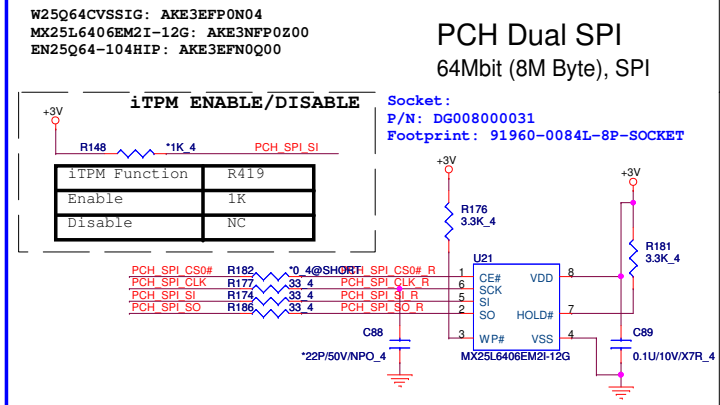 W25Q64CVSSIG: AKE3EFP0N04
MX25L6406EM2I-12G: AKE3NFP0Z00
EN25Q64-104HIP: AKE3EFN0Q00
PCH Dual SPI
64Mbit (8M Byte), SPI
iTPM ENABLE/DISABLE
+3V
R148 *1K_4 PCH_SPI_SI
iTPM Function R419
Enable 1K
Disable NC
Socket:
P/N: DG008000031
Footprint: 91960-0084L-8P-SOCKET
+3V
+3V
R176
3.3K_4
R181
3.3K_4
U21
PCH_SPI_CS0# R182 *0_4@SHORT PCH_SPI_CS0#_R 1 CE# VDD 8
PCH_SPI_CLK R177 33_4 PCH_SPI_CLK_R 6 SCK
PCH_SPI_SI R174 33_4 PCH_SPI_SI_R 5 SI
PCH_SPI_SO R186 33_4 PCH_SPI_SO_R 2 SO HOLD# 7
3 WP# VSS 4
MX25L6406EM2I-12G
C88
*22P/50V/NPO_4
C89
0.1U/10V/X7R_4